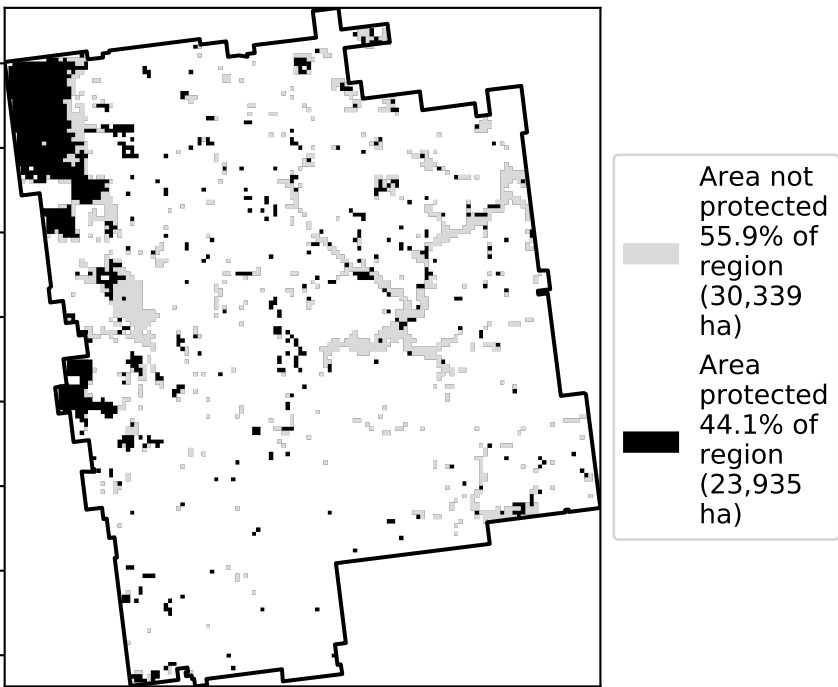 Area not
protected
55.9% of
region
(30,339
ha)
Area
protected
44.1% of
region
(23,935
ha)